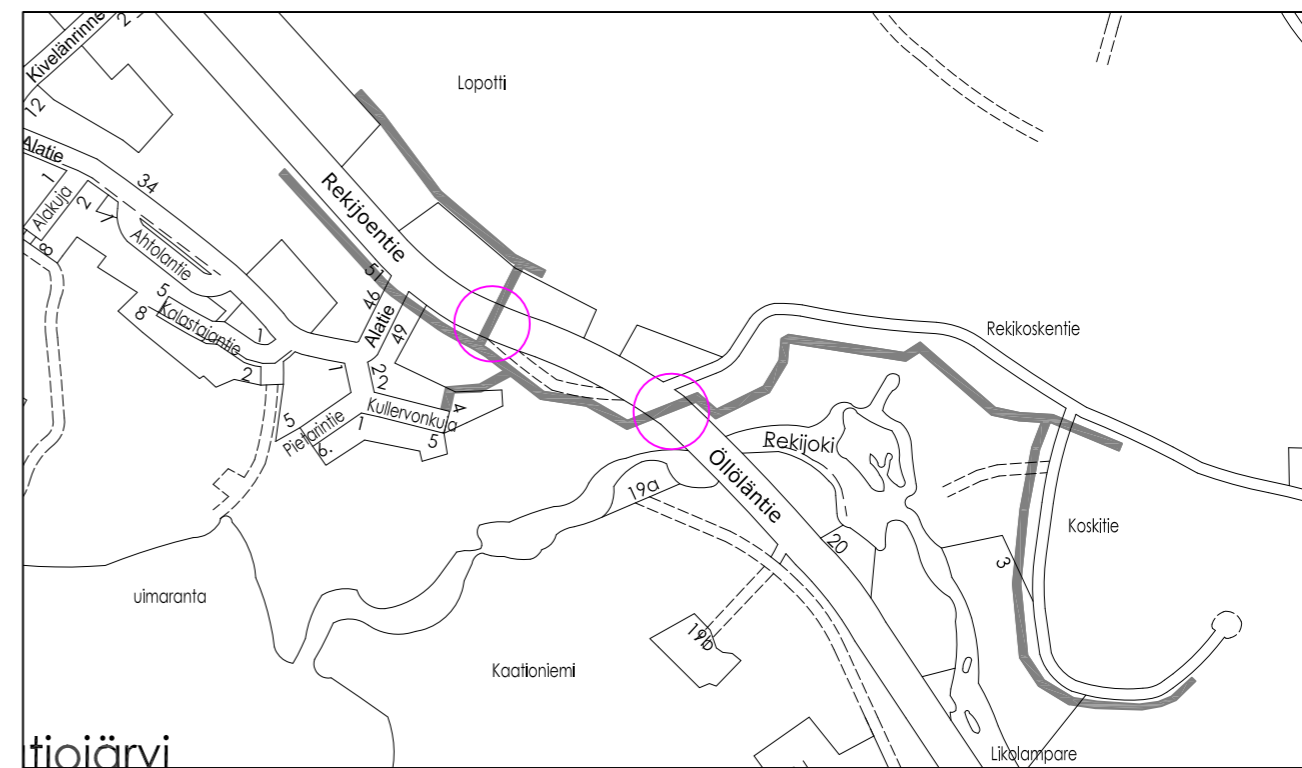 Kivelänrinne
2
Lopotti
12
Alatie
34
1
Alakuja
2
1
8
Ahtolantie
Rekijoentie
51
46
Alatie
49
5
8
Kalastajantie
1
2
1
2
2
Kullervonkuja
4
5
Pietarintie
1
6.
5
Rekikoskentie
Rekijoki
Öllöläntie
19a
20
3
Koskitie
uimaranta
19b
Kaationiemi
Likolampare
tiojärvi